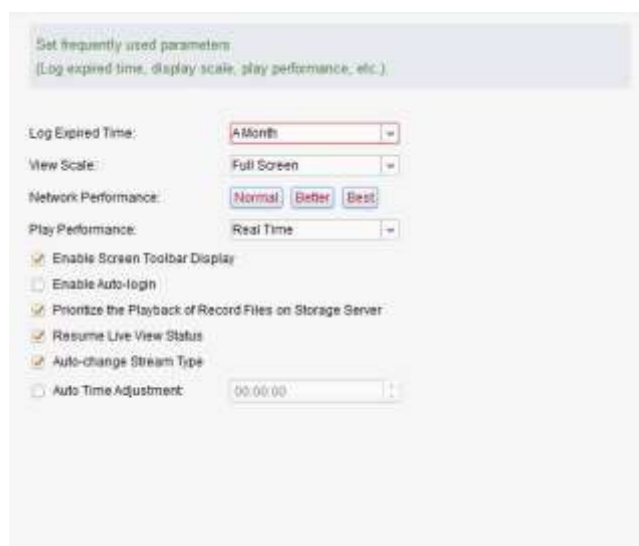 Set frequently used parameters
(Log expired time, display scale, play performance, etc.)
Log Expired Time: A Month
View Scale: Full Screen
Network Performance: Normal Better Best
Play Performance: Real Time
Enable Screen Toolbar Display
Enable Auto-login
Prioritize the Playback of Record Files on Storage Server
Resume Live View Status
Auto-change Stream Type
Auto Time Adjustment: 00:00:00